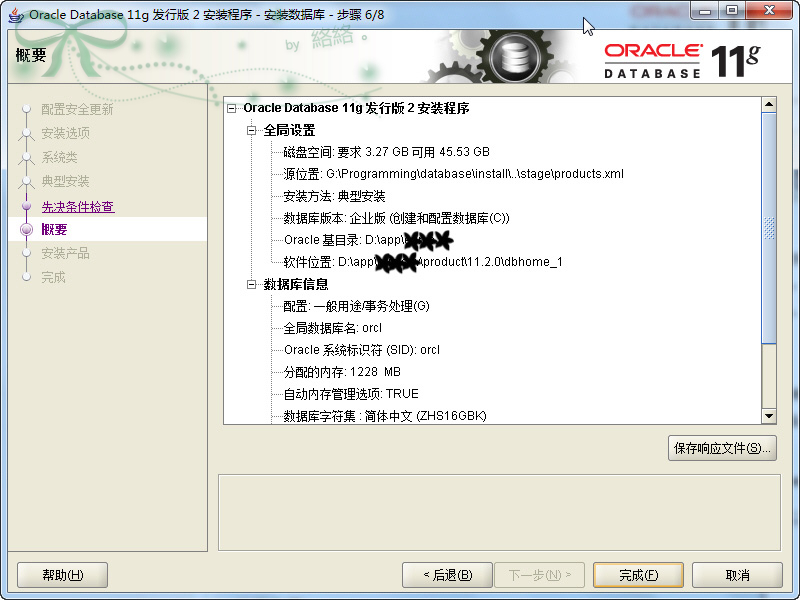 Oracle Database 11g 发行版 2 安装程序 - 安装数据库 - 步骤 6/8
概要
by 絡絡。
ORACLE
DATABASE 11g
配置安全更新
安装选项
系统类
典型安装
先决条件检查
概要
安装产品
完成
Oracle Database 11g 发行版 2 安装程序
全局设置
磁盘空间: 要求 3.27 GB 可用 45.53 GB
源位置: G:\Programming\database\install\..\stage\products.xml
安装方法: 典型安装
数据库版本: 企业版 (创建和配置数据库(C))
Oracle 基目录: D:\app\
软件位置: D:\app\ \product\11.2.0\dbhome_1
数据库信息
配置: 一般用途/事务处理(G)
全局数据库名: orcl
Oracle 系统标识符 (SID): orcl
分配的内存: 1228 MB
自动内存管理选项: TRUE
数据库字符集 : 简体中文 (ZHS16GBK)
保存响应文件(S)...
帮助(H)
< 后退(B)
下一步(N) >
完成(F)
取消